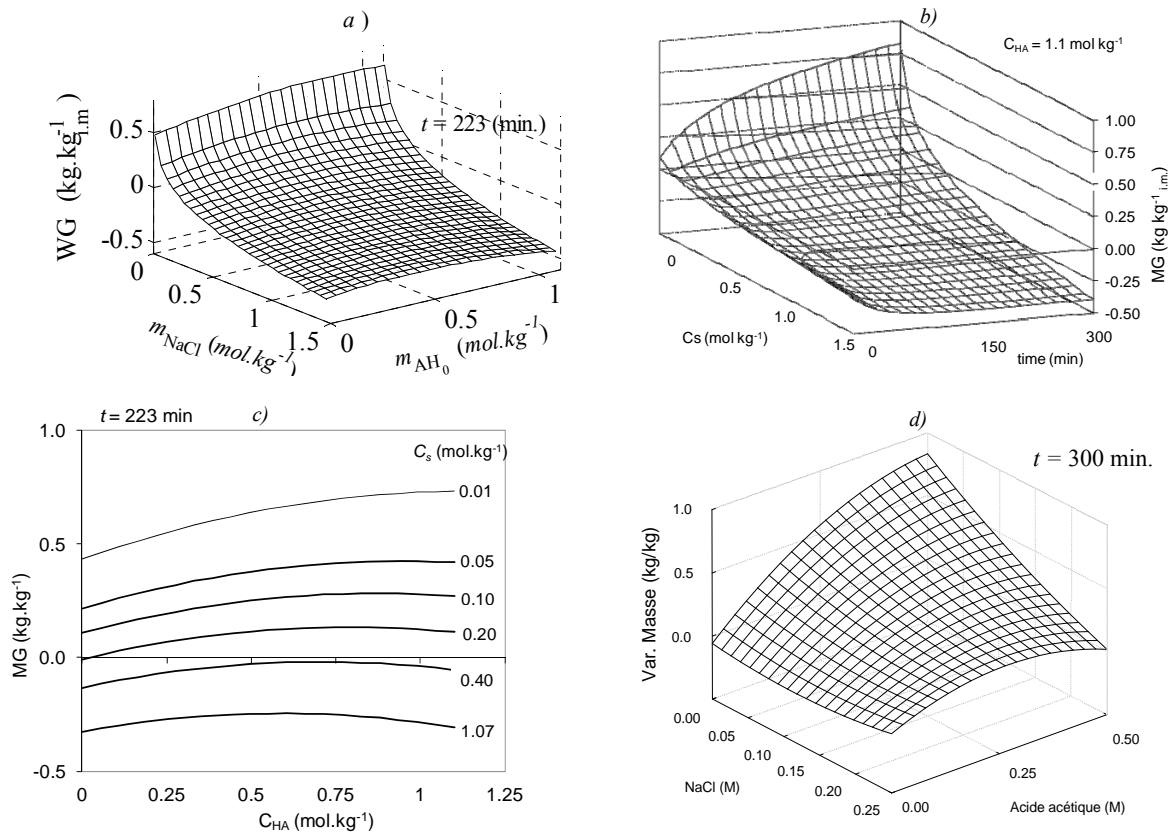 a )
t = 223 (min.)
WG (kg.kg-1 i.m)
0.5
0
-0.5
0
0.5
1
1.5
mNaCl (mol.kg-1)
0
0.5
1
mAH0 (mol.kg-1)
b)
CHA = 1.1 mol kg-1
1.00
0.75
0.50
0.25
0.00
-0.25
-0.50
MG (kg kg-1 i.m.)
0
0.5
1.0
1.5
Cs (mol kg-1)
0
150
300
time (min)
t = 223 min
c)
Cs (mol.kg-1)
1.0
0.5
0.0
-0.5
MG (kg.kg-1)
0.01
0.05
0.10
0.20
0.40
1.07
0
0.25
0.5
0.75
1
1.25
CHA (mol.kg-1)
d)
t = 300 min.
1.0
0.5
0.0
Var. Masse (kg/kg)
0.00
0.05
0.10
0.15
0.20
0.25
NaCl (M)
0.00
0.25
0.50
Acide acétique (M)